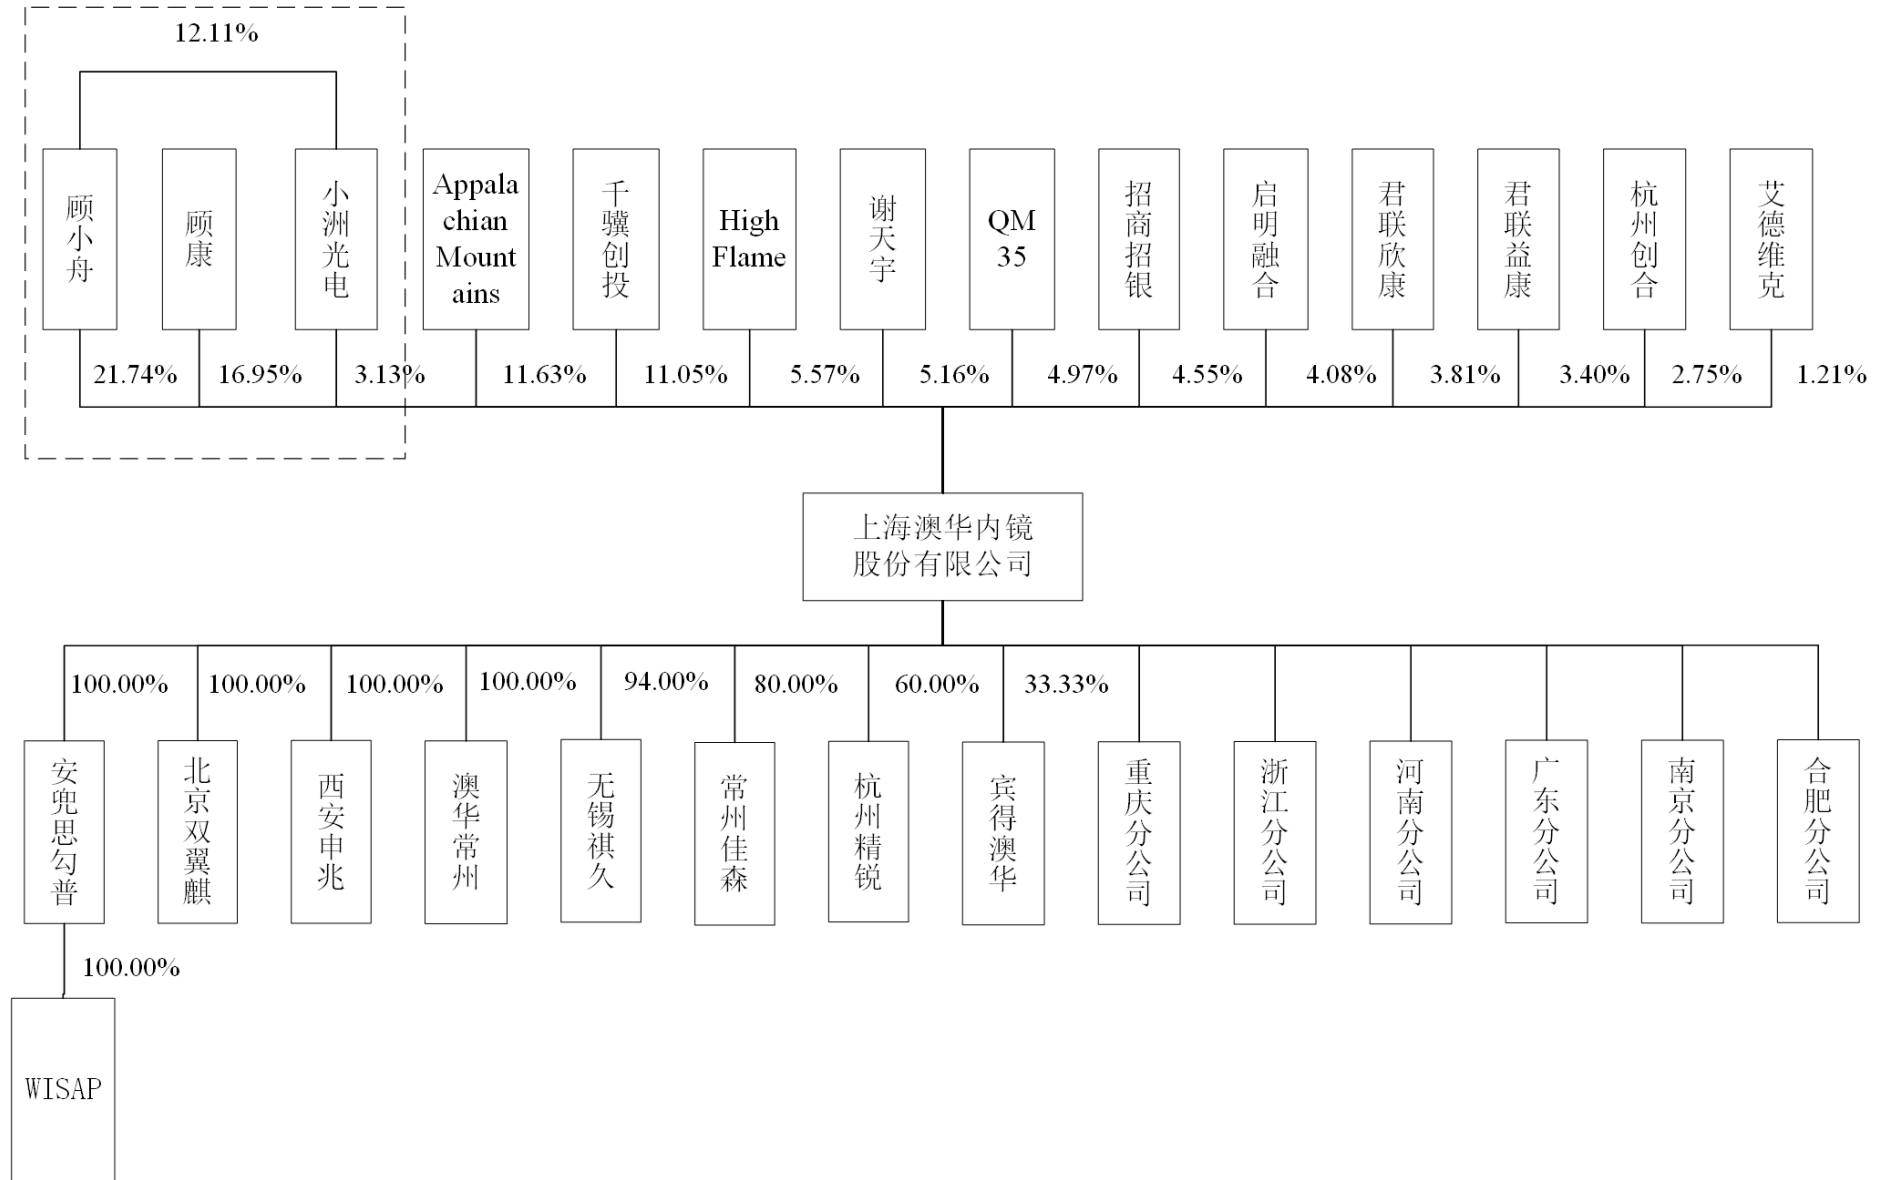 12.11%
顾小舟
顾康
小洲光电
Appala
chian
Mount
ains
千骥创投
High
Flame
谢天宇
QM
35
招商招银
启明融合
君联欣康
君联益康
杭州创合
艾德维克
21.74%
16.95%
3.13%
11.63%
11.05%
5.57%
5.16%
4.97%
4.55%
4.08%
3.81%
3.40%
2.75%
1.21%
上海澳华内镜
股份有限公司
100.00%
100.00%
100.00%
100.00%
94.00%
80.00%
60.00%
33.33%
安兜思勾普
北京双翼麒
西安申兆
澳华常州
无锡祺久
常州佳森
杭州精锐
宾得澳华
重庆分公司
浙江分公司
河南分公司
广东分公司
南京分公司
合肥分公司
100.00%
WISAP